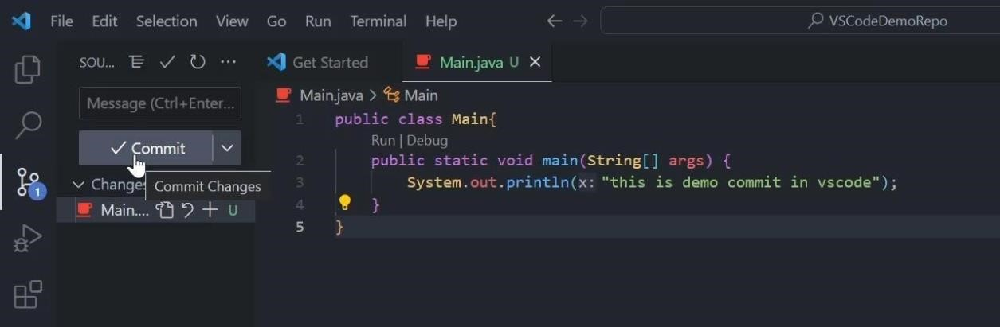 File Edit Selection View Go Run Terminal Help VSCodeDemoRepo
SOU... Get Started Main.java U
Message (Ctrl+Enter...
Commit
Commit Changes
Changes
Main.... U
1
Main.java > Main
1 public class Main{
Run | Debug
2 public static void main(String[] args) {
3 System.out.println(x: "this is demo commit in vscode");
4 }
5 }